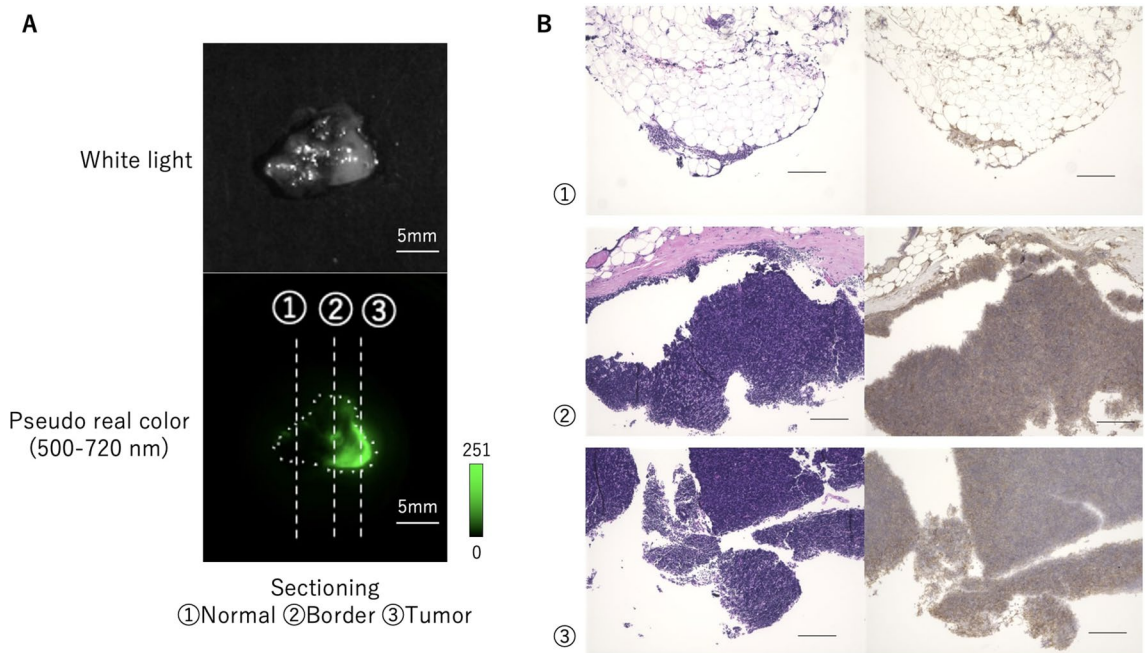 A
White light
5mm
① ② ③
Pseudo real color
(500-720 nm)
251
5mm
0
Sectioning
①Normal ②Border ③Tumor
B
①
②
③